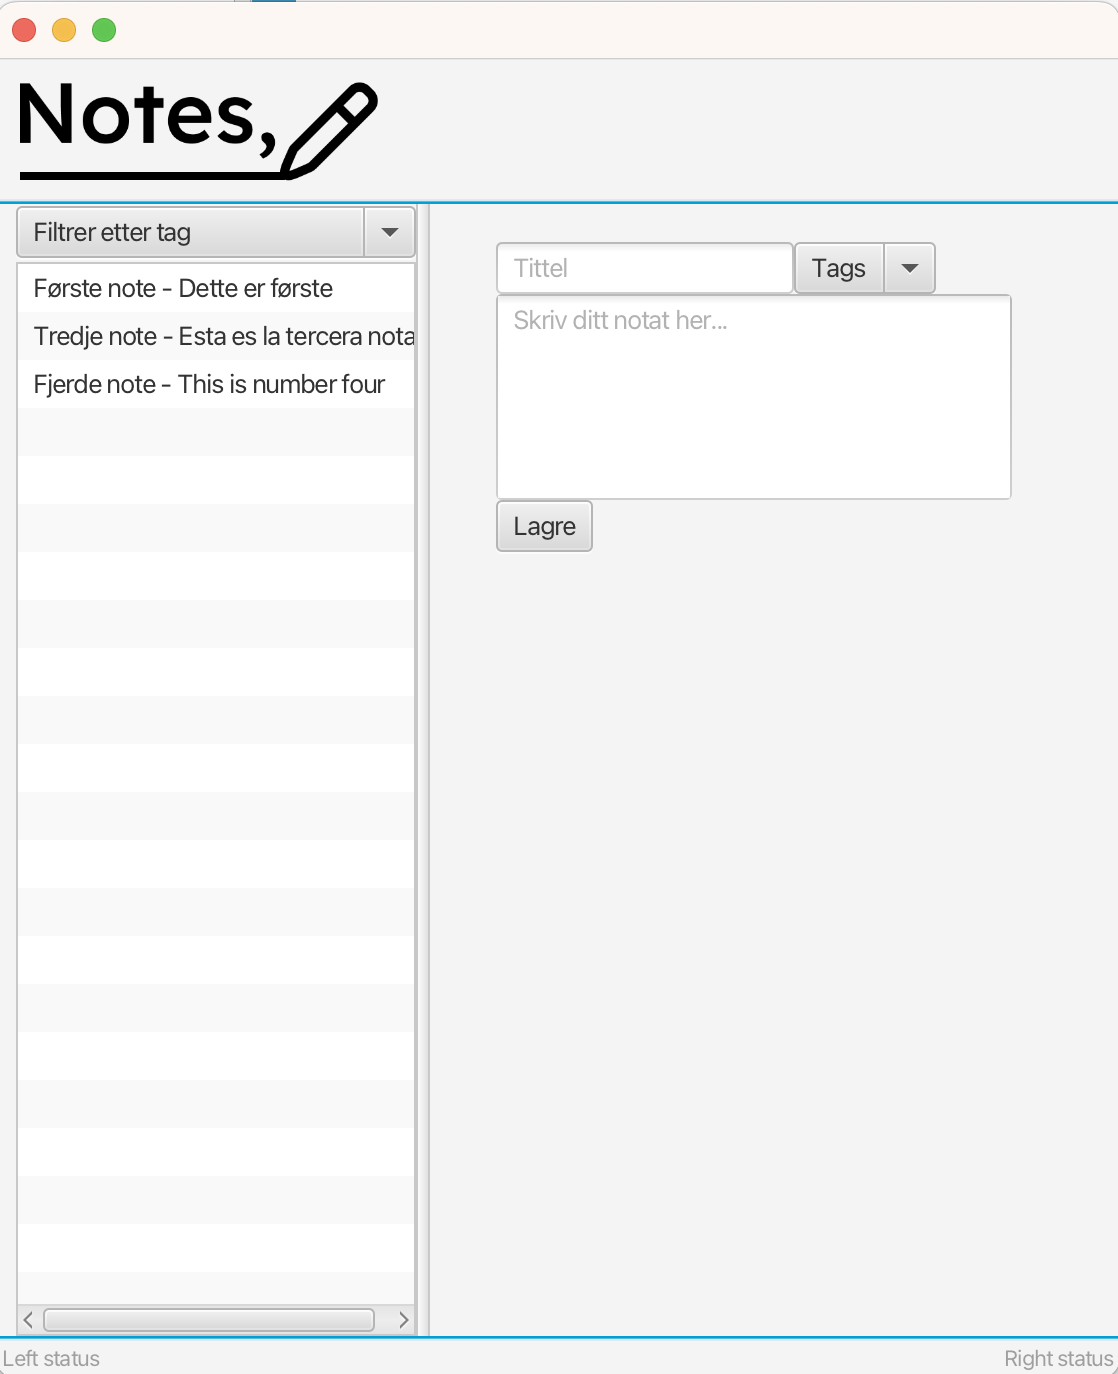 Notes,
Filtrer etter tag
Første note - Dette er første
Tredje note - Esta es la tercera nota
Fjerde note - This is number four
Tittel
Tags
Skriv ditt notat her...
Lagre
Left status
Right status